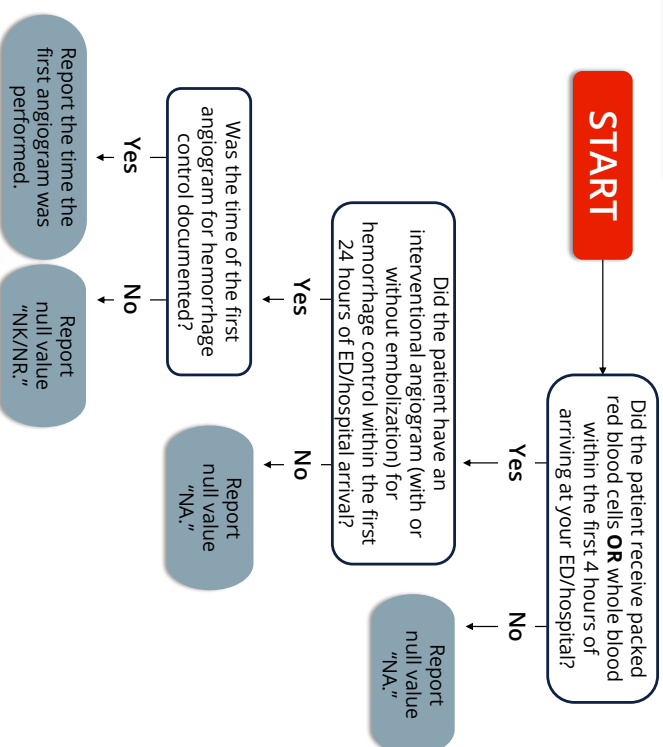 START
Did the patient receive packed
red blood cells OR whole blood
within the first 4 hours of
arriving at your ED/hospital?
Yes
No
Did the patient have an
interventional angiogram (with or
without embolization) for
hemorrhage control within the first
24 hours of ED/hospital arrival?
Report
null value
“NA.”
Yes
No
Was the time of the first
angiogram for hemorrhage
control documented?
Report
null value
“NA.”
Yes
No
Report the time the
first angiogram was
performed.
Report
null value
“NK/NR.”